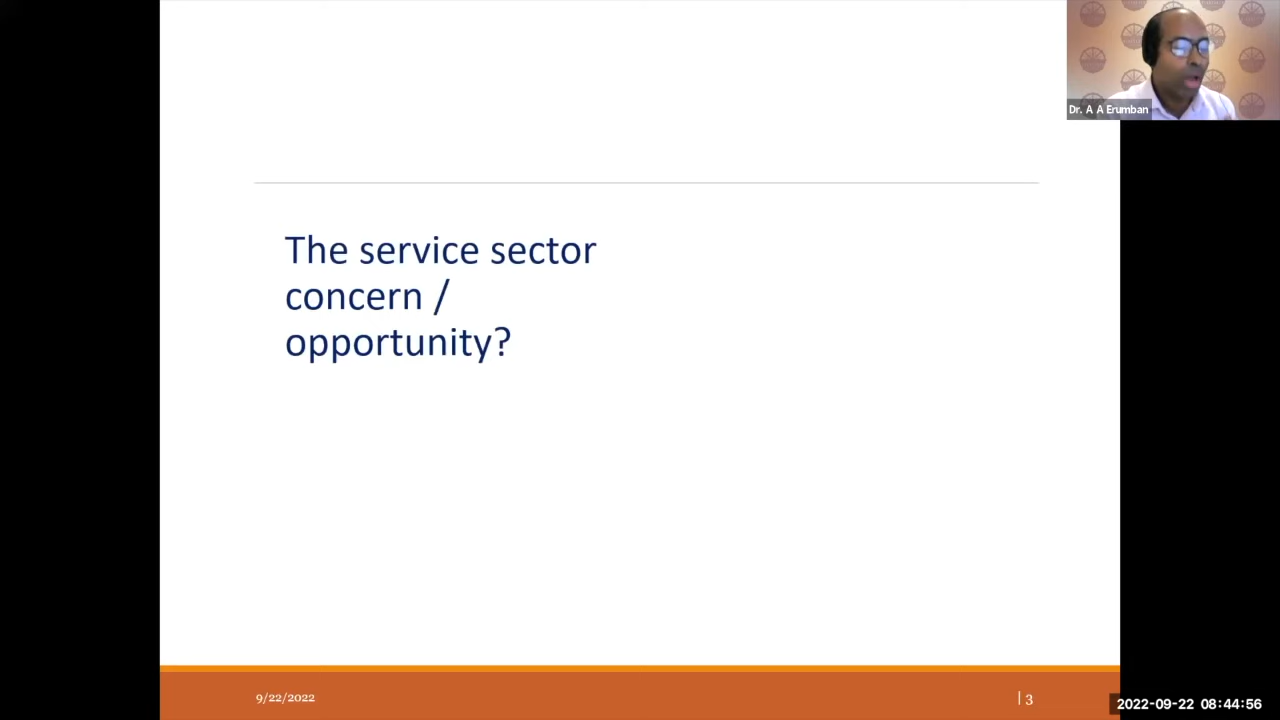 Dr. A A Erumban
The service sector
concern /
opportunity?
9/22/2022
| 3
2022-09-22 08:44:56